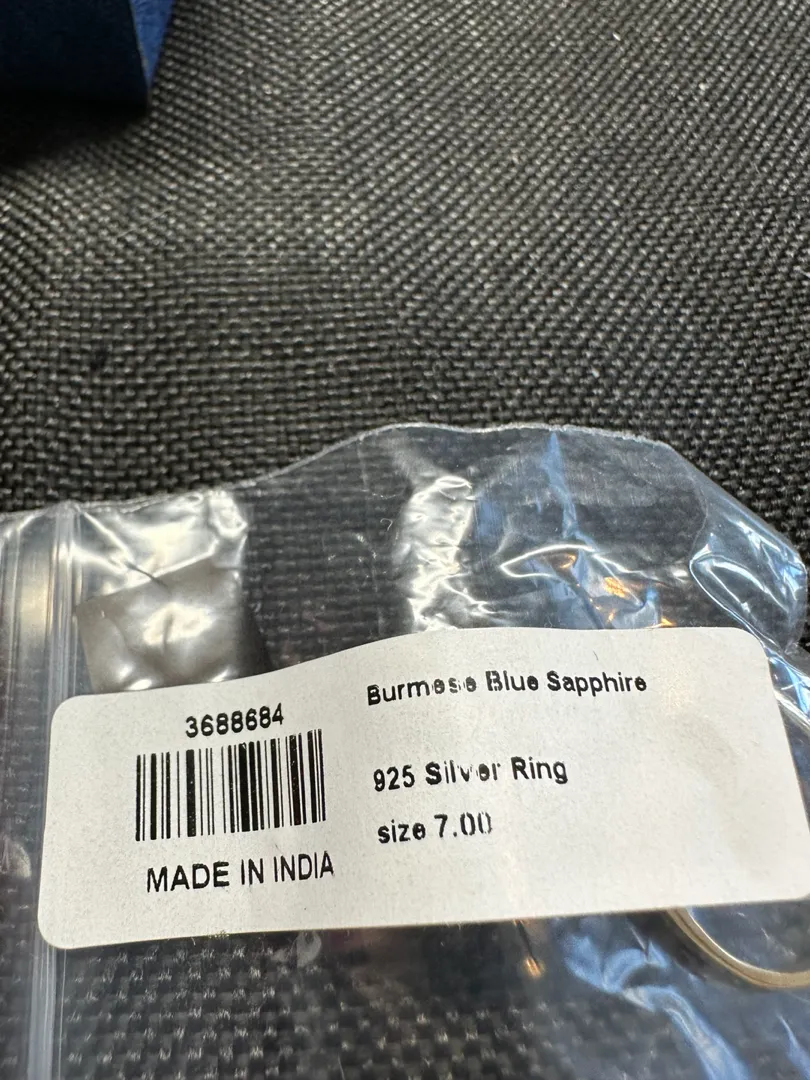 3688684
MADE IN INDIA
Burmese Blue Sapphire
925 Silver Ring
size 7.00